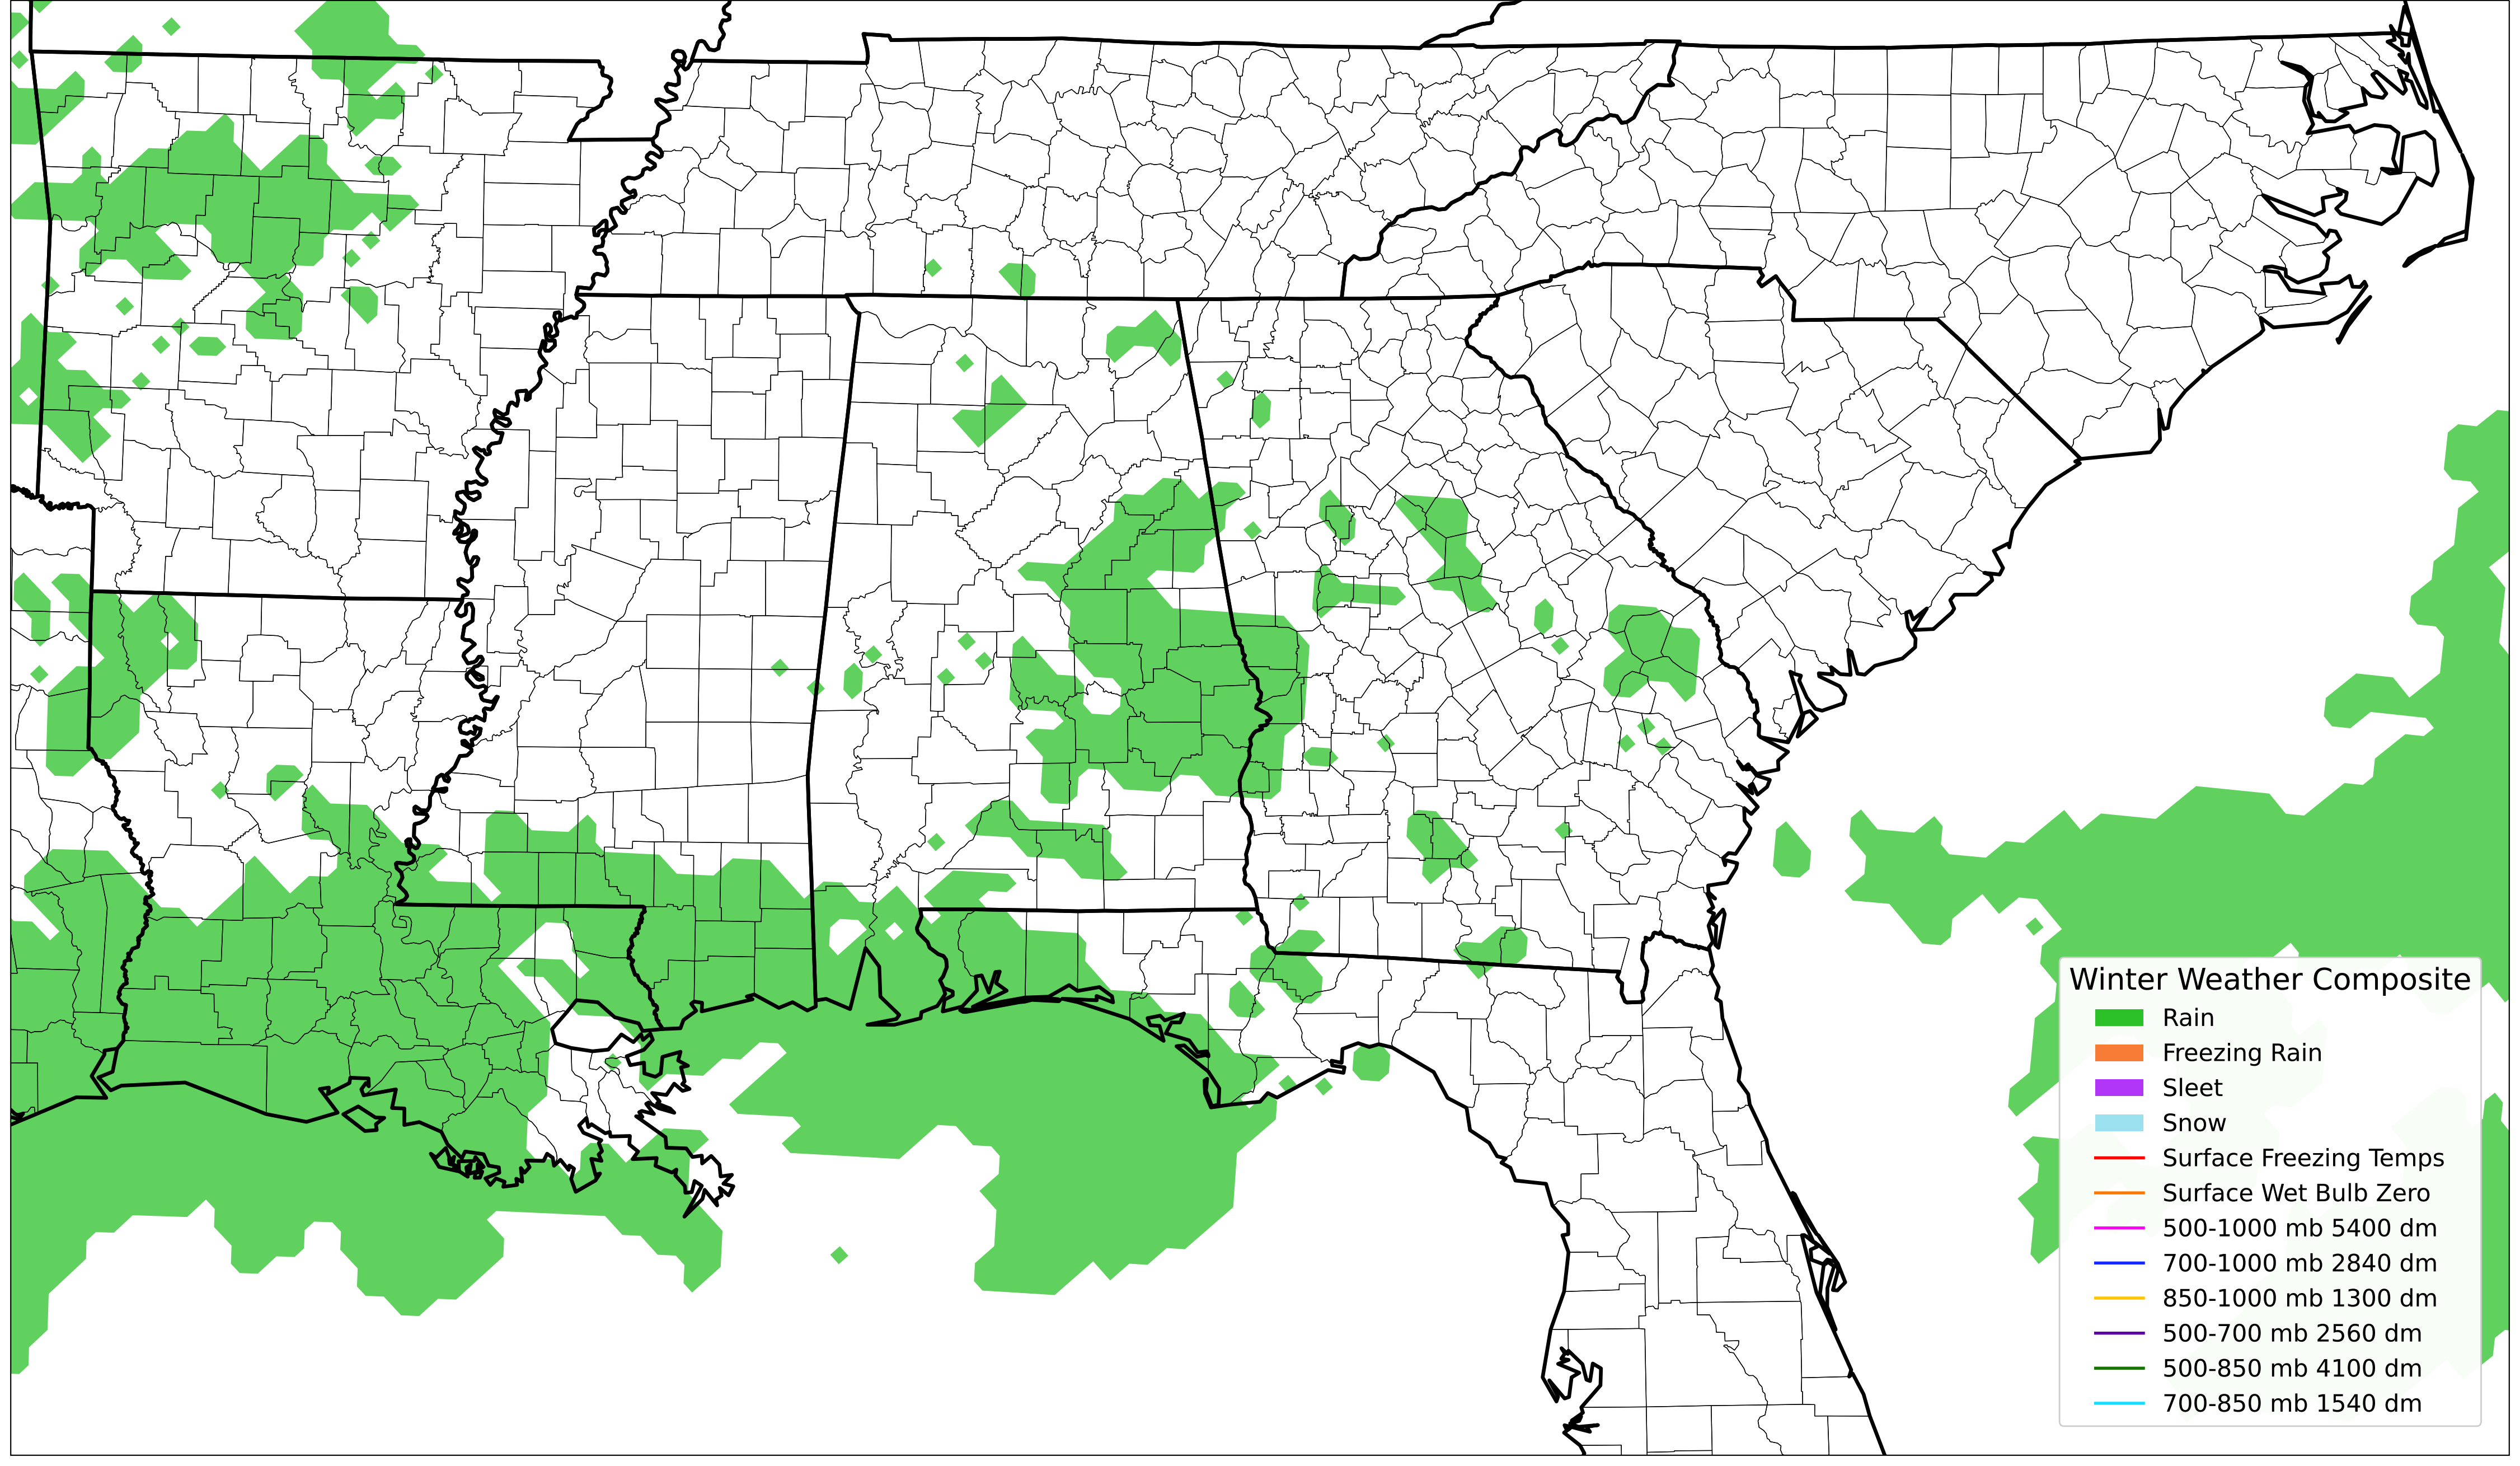 Winter Weather Composite
Rain
Freezing Rain
Sleet
Snow
Surface Freezing Temps
Surface Wet Bulb Zero
500-1000 mb 5400 dm
700-1000 mb 2840 dm
850-1000 mb 1300 dm
500-700 mb 2560 dm
500-850 mb 4100 dm
700-850 mb 1540 dm